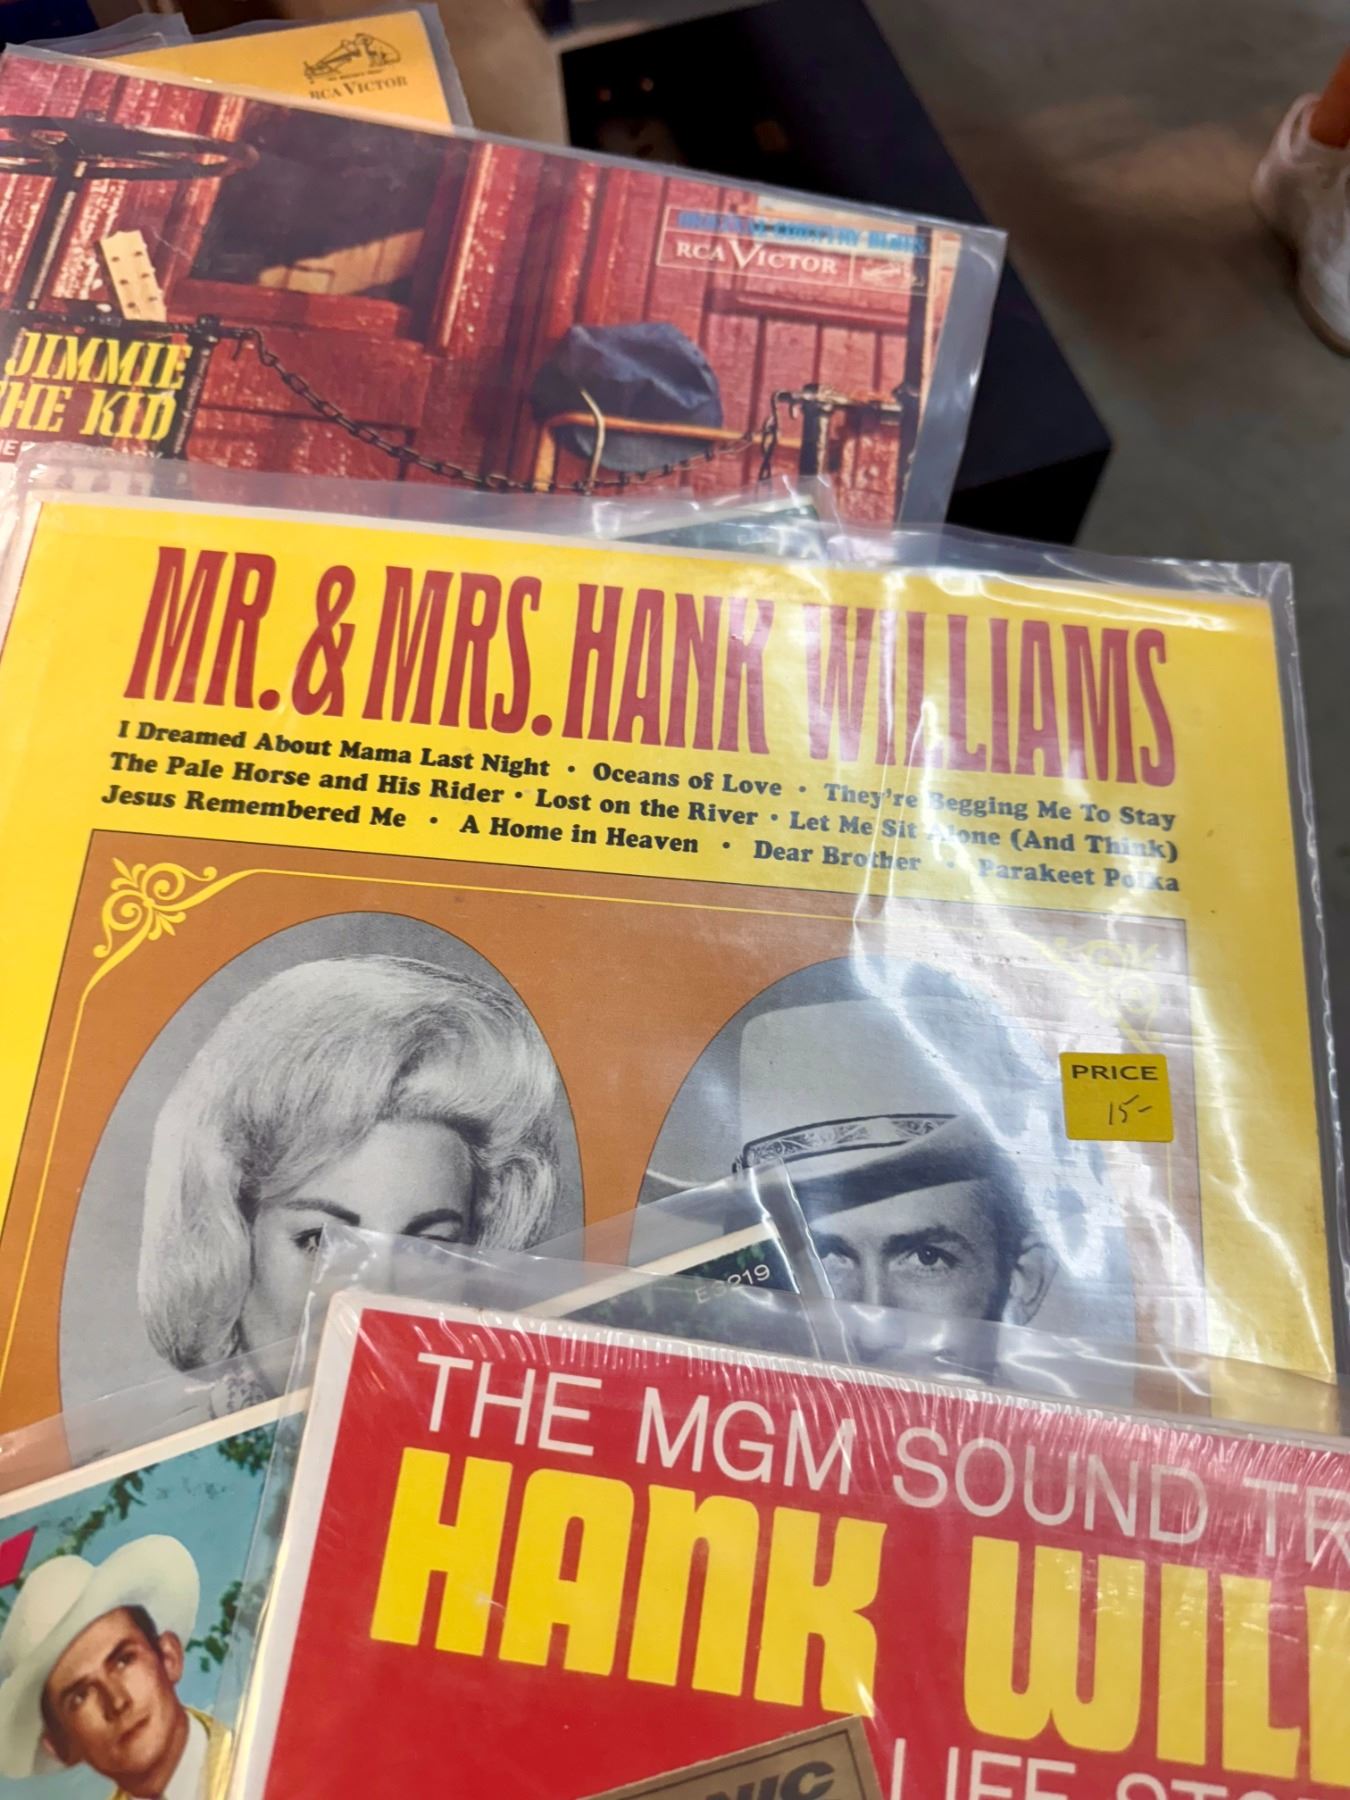 RCA VICTOR
RCA VICTOR
JIMMIE
THE KID
MR. & MRS. HANK WILLIAMS
I Dreamed About Mama Last Night • Oceans of Love • They're Begging Me To Stay
The Pale Horse and His Rider • Lost on the River • Let Me Sit Alone (And Think)
Jesus Remembered Me • A Home in Heaven • Dear Brother • Parakeet Polka
PRICE
15-
E3219
THE MGM SOUND TR
HANK WIL
LIFE STO